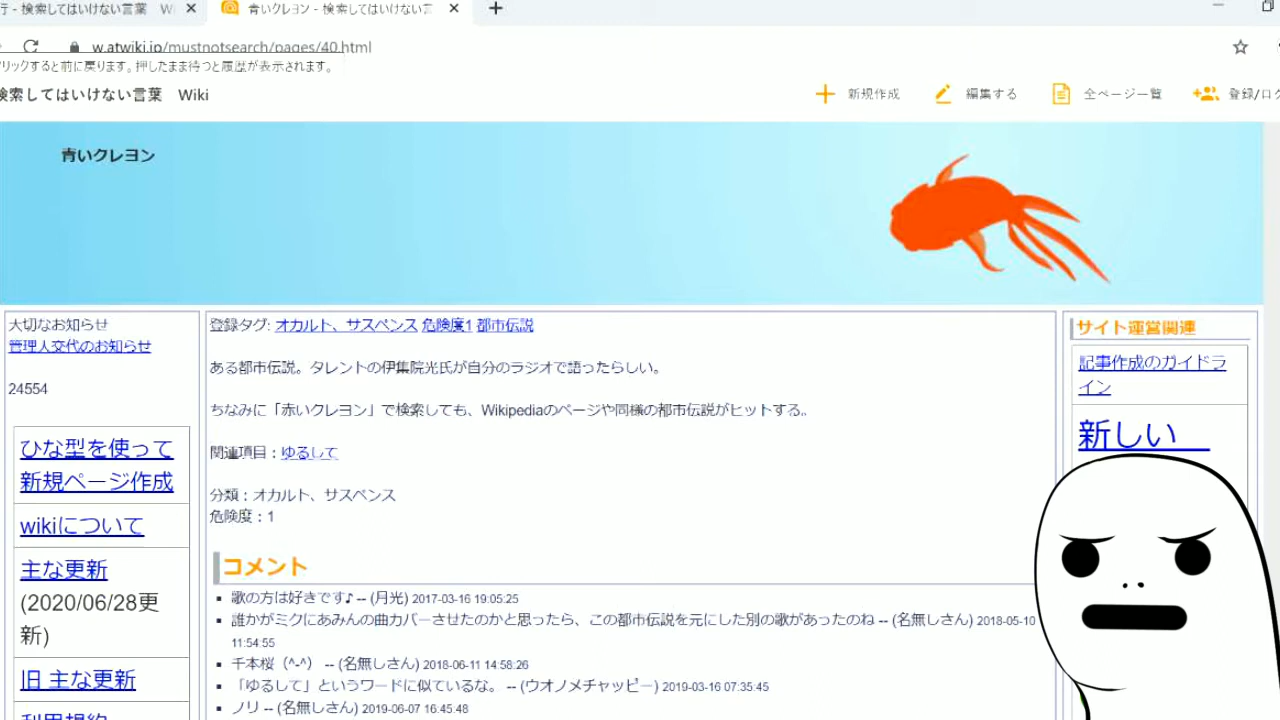 行 - 検索してはいけない言葉 Wi
青いクレヨン - 検索してはいけない言
w.atwiki.jp/mustnotsearch/pages/40.html
リックすると前に戻ります。押したまま待つと履歴が表示されます。
検索してはいけない言葉 Wiki
新規作成
編集する
全ページ一覧
登録/ログ
青いクレヨン
大切なお知らせ
管理人交代のお知らせ
24554
ひな型を使って
新規ページ作成
wikiについて
主な更新
(2020/06/28更
新)
旧 主な更新
利用規約
登録タグ: オカルト、サスペンス 危険度1 都市伝説
ある都市伝説。タレントの伊集院光氏が自分のラジオで語ったらしい。
ちなみに「赤いクレヨン」で検索しても、Wikipediaのページや同様の都市伝説がヒットする。
関連項目：ゆるして
分類：オカルト、サスペンス
危険度：1
コメント
歌の方は好きです♪ -- (月光) 2017-03-16 19:05:25
誰かがミクにあみんの曲カバーさせたのかと思ったら、この都市伝説を元にした別の歌があったのね -- (名無しさん) 2018-05-10
11:54:55
千本桜（^-^） -- (名無しさん) 2018-06-11 14:58:26
「ゆるして」というワードに似ているな。 -- (ウオノメチャッピー) 2019-03-16 07:35:45
ノリ -- (名無しさん) 2019-06-07 16:45:48
サイト運営関連
記事作成のガイドラ
イン
新しい